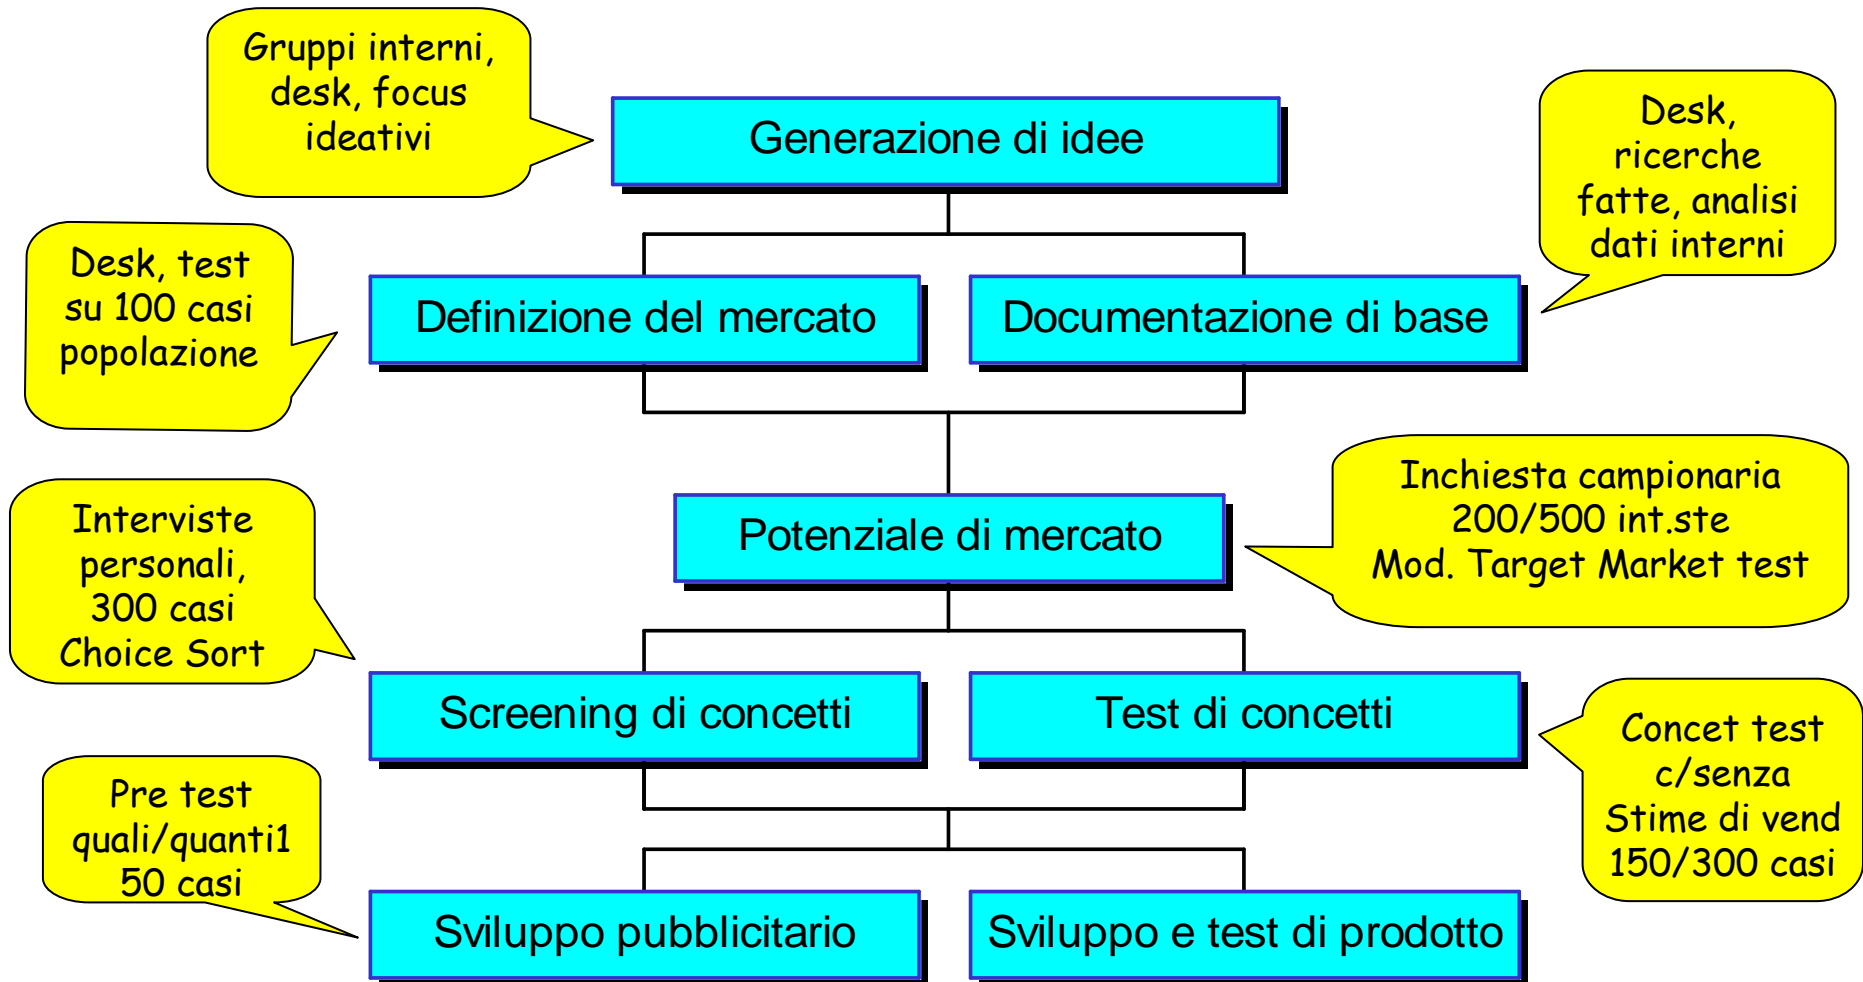 Gruppi interni,
desk, focus
ideativi
Generazione di idee
Desk,
ricerche
fatte, analisi
dati interni
Desk, test
su 100 casi
popolazione
Definizione del mercato
Documentazione di base
Interviste
personali,
300 casi
Choice Sort
Potenziale di mercato
Inchiesta campionaria
200/500 int.ste
Mod. Target Market test
Screening di concetti
Test di concetti
Concet test
c/senza
Stime di vend
150/300 casi
Pre test
quali/quanti1
50 casi
Sviluppo pubblicitario
Sviluppo e test di prodotto